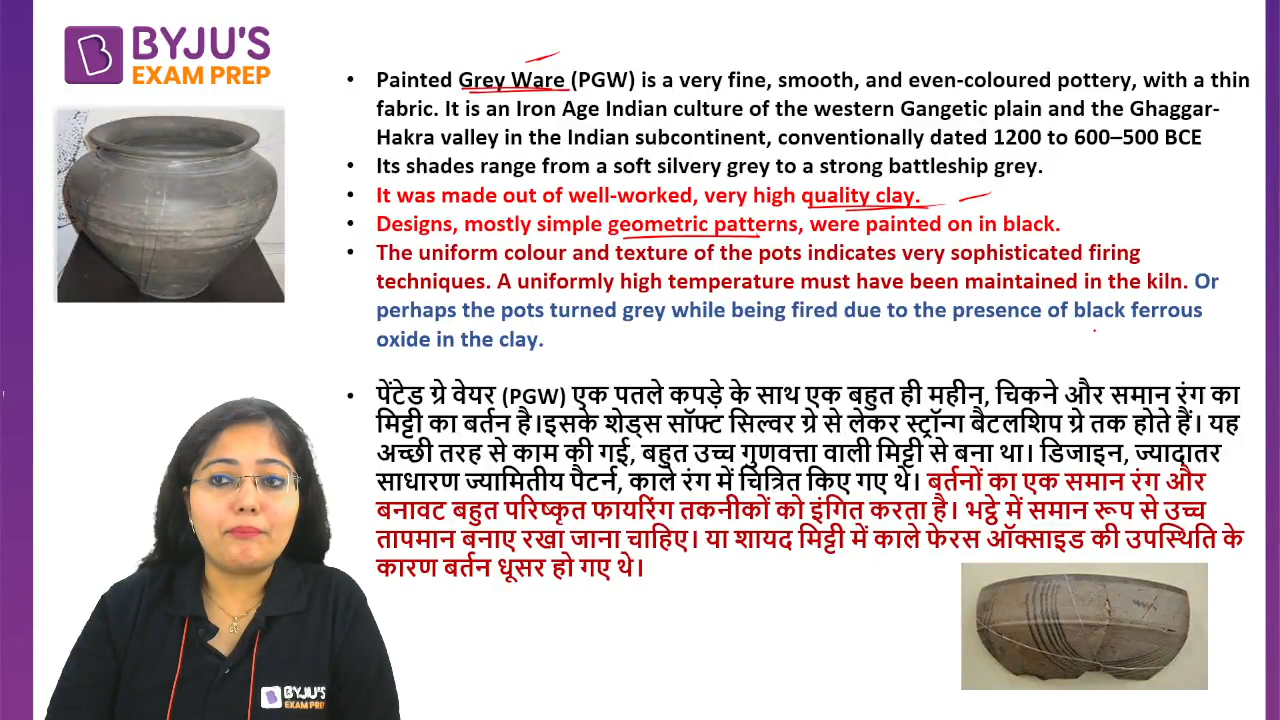 BYJU'S
EXAM PREP
• Painted Grey Ware (PGW) is a very fine, smooth, and even-coloured pottery, with a thin
fabric. It is an Iron Age Indian culture of the western Gangetic plain and the Ghaggar-
Hakra valley in the Indian subcontinent, conventionally dated 1200 to 600–500 BCE
• Its shades range from a soft silvery grey to a strong battleship grey.
• It was made out of well-worked, very high quality clay.
• Designs, mostly simple geometric patterns, were painted on in black.
• The uniform colour and texture of the pots indicates very sophisticated firing
techniques. A uniformly high temperature must have been maintained in the kiln. Or
perhaps the pots turned grey while being fired due to the presence of black ferrous
oxide in the clay.
• पेंटेड ग्रे वेयर (PGW) एक पतले कपड़े के साथ एक बहुत ही महीन, चिकने और समान रंग का
मिट्टी का बर्तन है।इसके शेड्स सॉफ्ट सिल्वर ग्रे से लेकर स्ट्रॉन्ग बैटलशिप ग्रे तक होते हैं। यह
अच्छी तरह से काम की गई, बहुत उच्च गुणवत्ता वाली मिट्टी से बना था। डिजाइन, ज्यादातर
साधारण ज्यामितीय पैटर्न, काले रंग में चित्रित किए गए थे। बर्तनों का एक समान रंग और
बनावट बहुत परिष्कृत फायरिंग तकनीकों को इंगित करता है। भट्ठे में समान रूप से उच्च
तापमान बनाए रखा जाना चाहिए। या शायद मिट्टी में काले फेरस ऑक्साइड की उपस्थिति के
कारण बर्तन धूसर हो गए थे।
BYJU'S
EXAM PREP